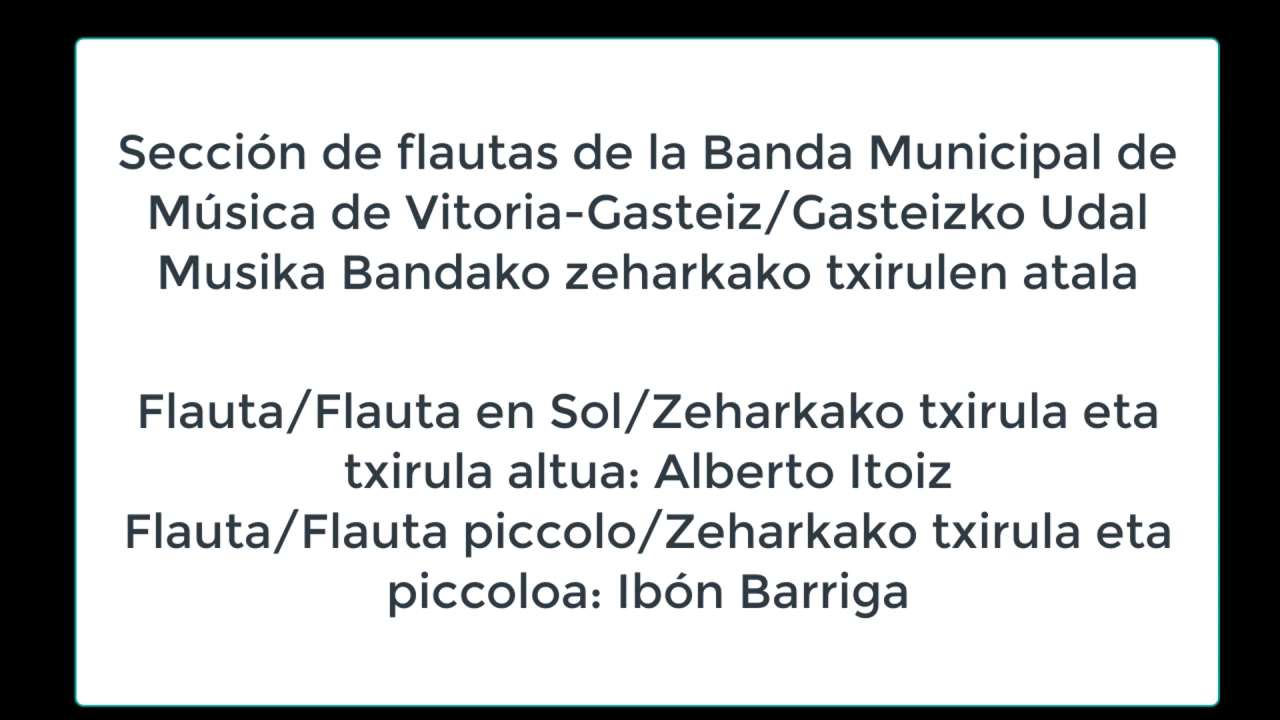 Sección de flautas de la Banda Municipal de
Música de Vitoria-Gasteiz/Gasteizko Udal
Musika Bandako zeharkako txirulen atala
Flauta/Flauta en Sol/Zeharkako txirula eta
txirula altua: Alberto Itoiz
Flauta/Flauta piccolo/Zeharkako txirula eta
piccoloa: Ibón Barriga